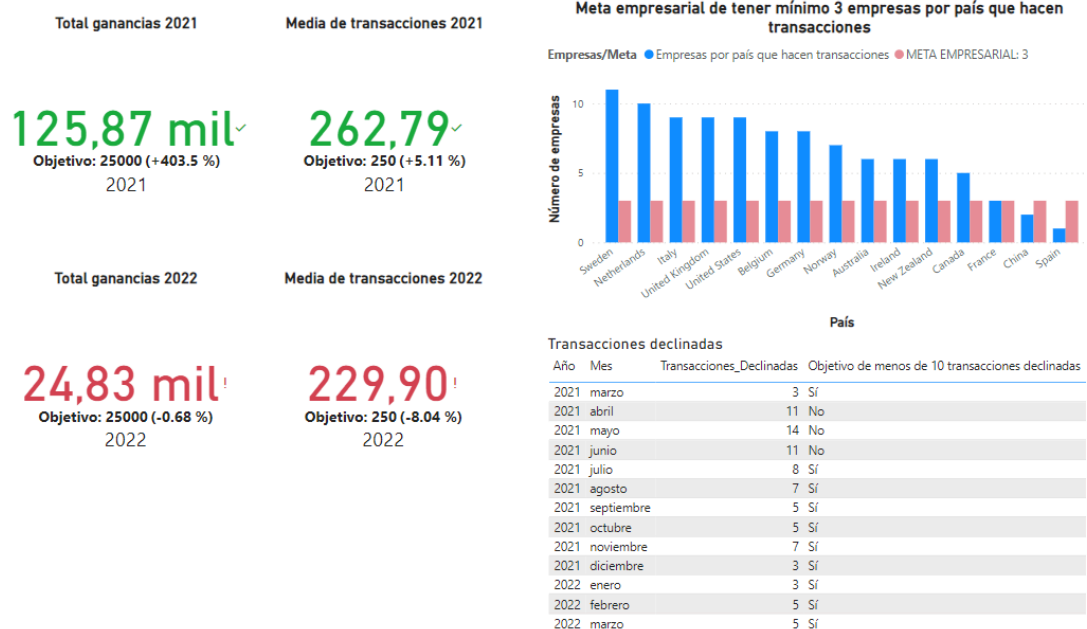 Total ganancias 2021
125,87 mil
Objetivo: 25000 (+403.5 %)
2021
Media de transacciones 2021
262,79
Objetivo: 250 (+5.11 %)
2021
Total ganancias 2022
24,83 mil!
Objetivo: 25000 (-0.68 %)
2022
Media de transacciones 2022
229,90!
Objetivo: 250 (-8.04 %)
2022
Meta empresarial de tener mínimo 3 empresas por país que hacen
transacciones
Empresas/Meta Empresas por país que hacen transacciones META EMPRESARIAL: 3
Número de empresas
10
5
0
Sweden
Netherlands
Italy
United Kingdom
United States
Belgium
Germany
Norway
Australia
Ireland
New Zealand
Canada
France
China
Spain
País
Transacciones declinadas
Año Mes Transacciones_Declinadas Objetivo de menos de 10 transacciones declinadas
2021 marzo 3 Sí
2021 abril 11 No
2021 mayo 14 No
2021 junio 11 No
2021 julio 8 Sí
2021 agosto 7 Sí
2021 septiembre 5 Sí
2021 octubre 5 Sí
2021 noviembre 7 Sí
2021 diciembre 3 Sí
2022 enero 3 Sí
2022 febrero 5 Sí
2022 marzo 5 Sí